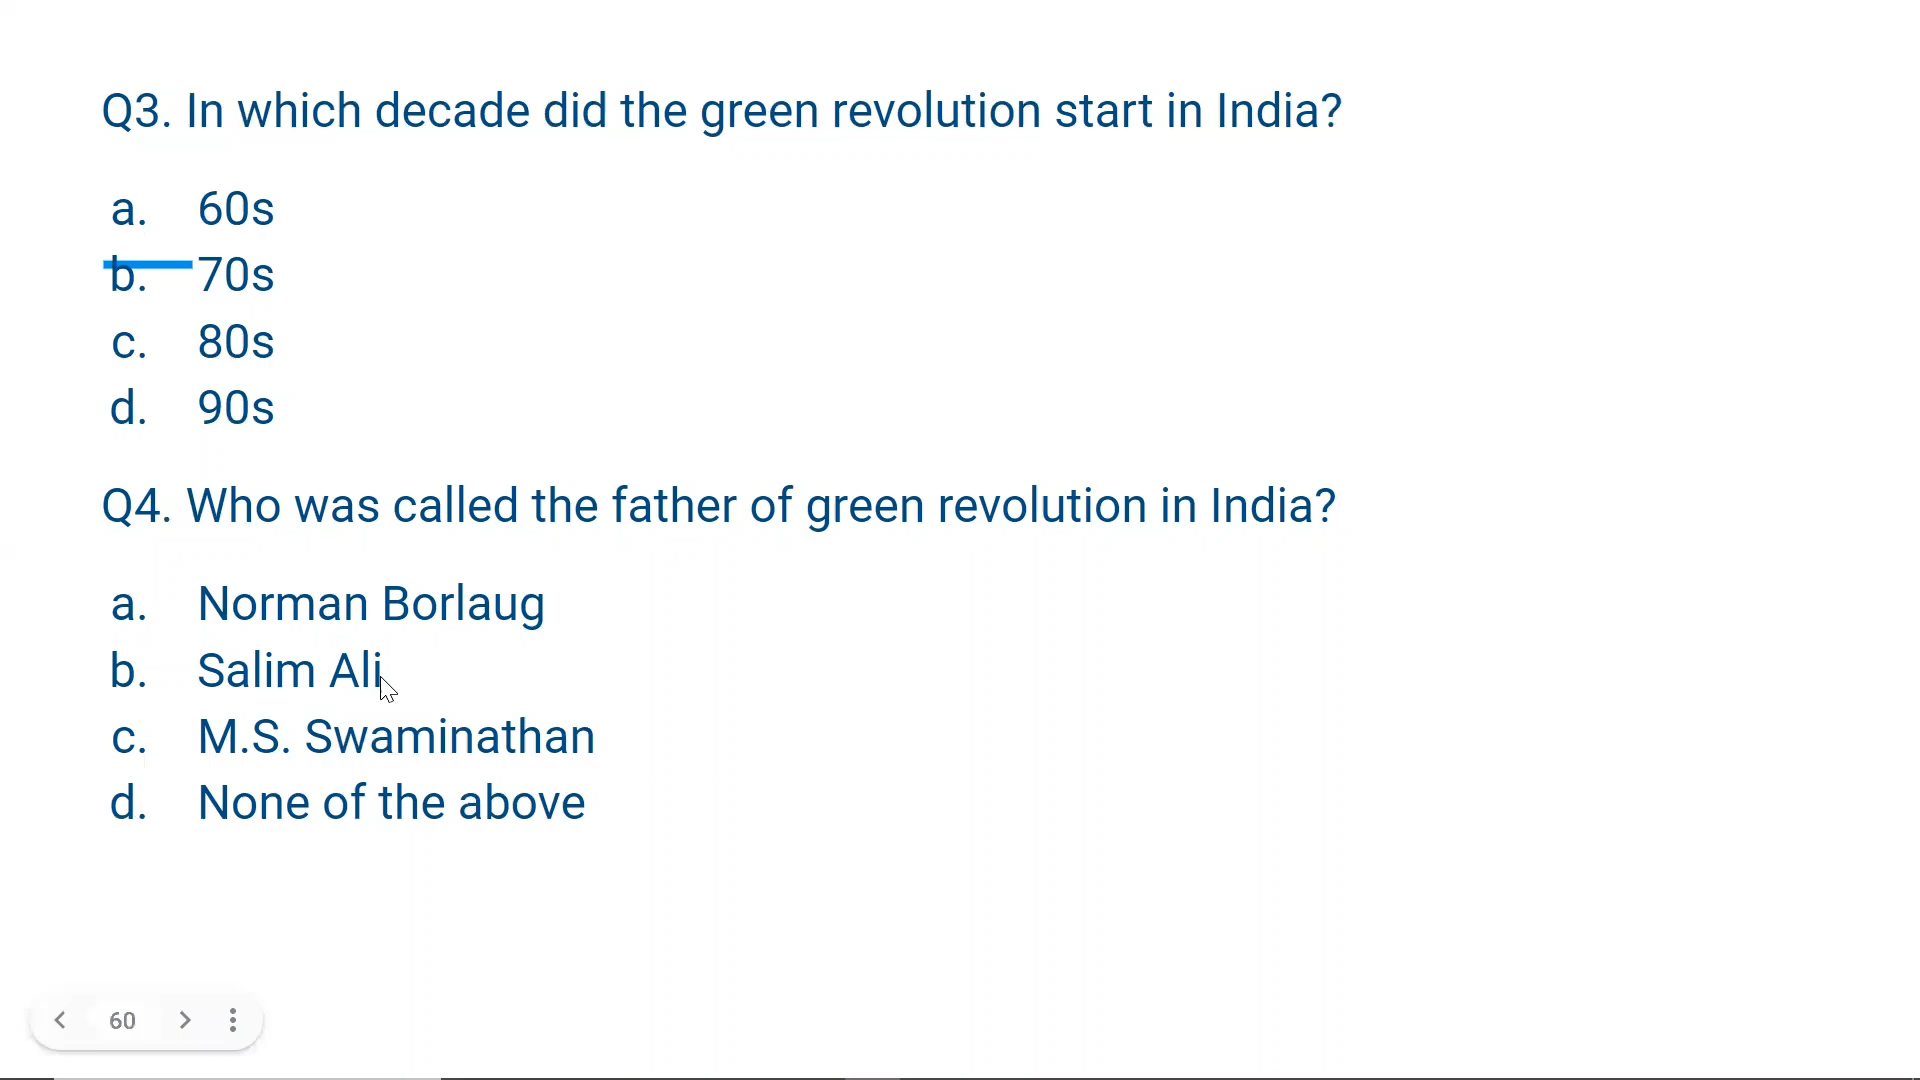 Q3. In which decade did the green revolution start in India?
a. 60s
b. 70s
c. 80s
d. 90s
Q4. Who was called the father of green revolution in India?
a. Norman Borlaug
b. Salim Ali
c. M.S. Swaminathan
d. None of the above
60